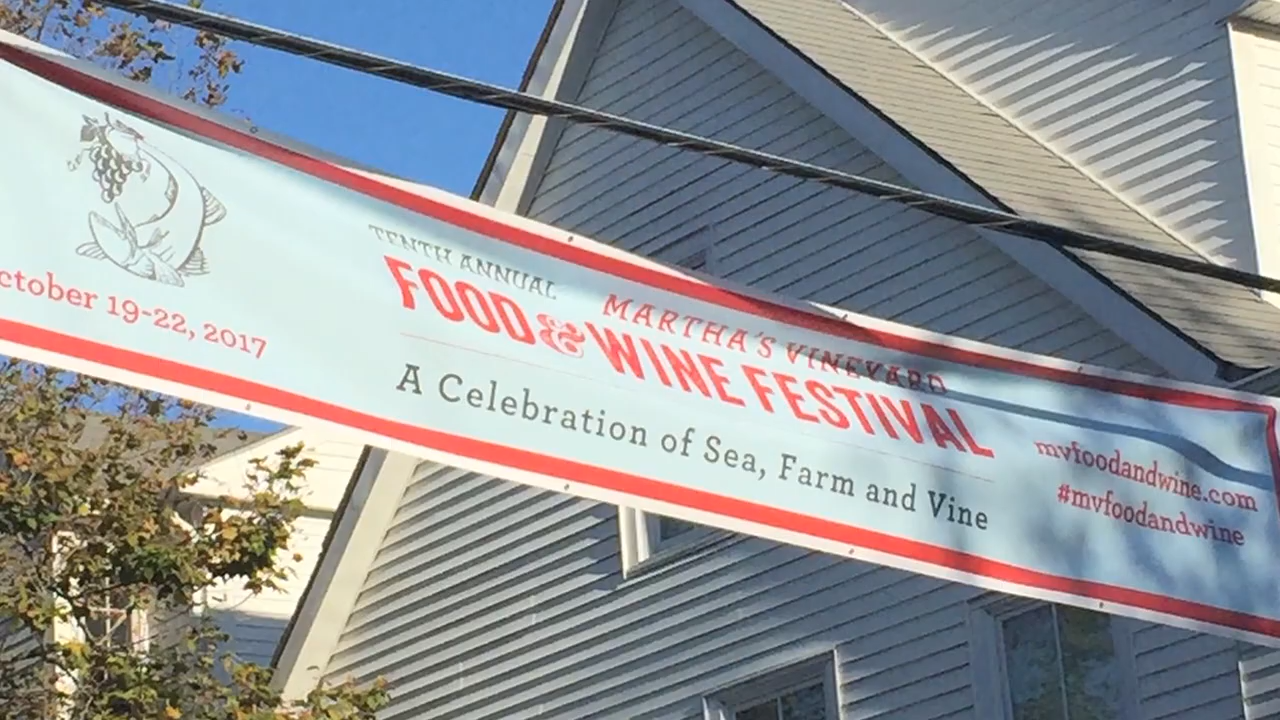 ctober 19-22, 2017
TENTH ANNUAL
MARTHA'S VINEYARD
FOOD & WINE FESTIVAL
A Celebration of Sea, Farm and Vine
mvfoodandwine.com
#mvfoodandwine